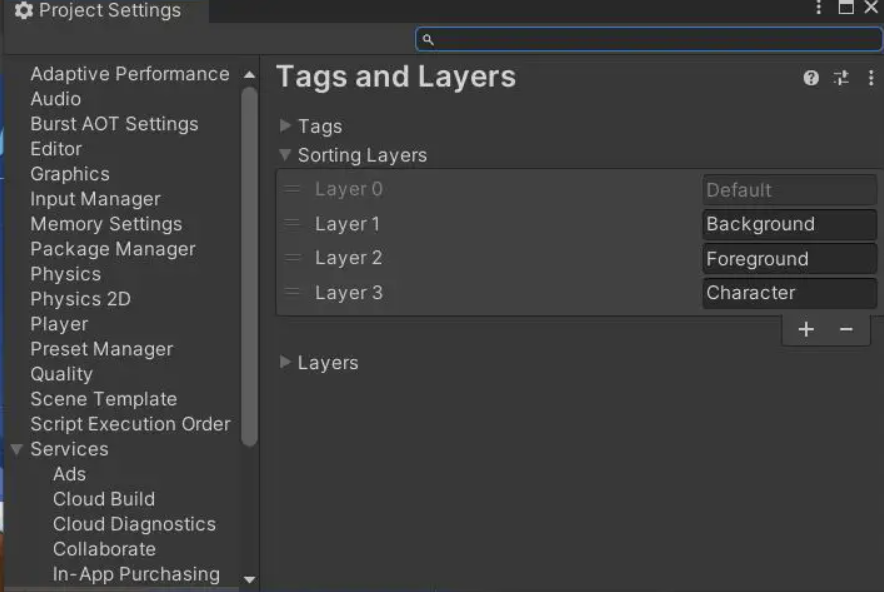 Project Settings
Adaptive Performance
Audio
Burst AOT Settings
Editor
Graphics
Input Manager
Memory Settings
Package Manager
Physics
Physics 2D
Player
Preset Manager
Quality
Scene Template
Script Execution Order
Services
Ads
Cloud Build
Cloud Diagnostics
Collaborate
In-App Purchasing
Tags and Layers
Tags
Sorting Layers
Layer 0 Default
Layer 1 Background
Layer 2 Foreground
Layer 3 Character
Layers